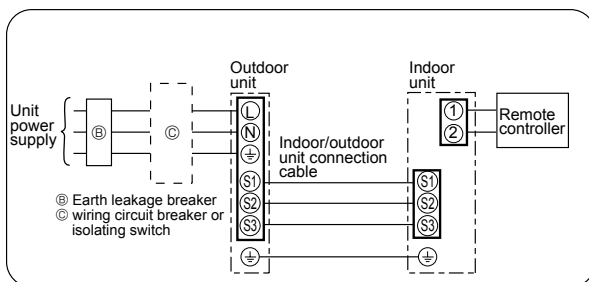 Outdoor
unit
Indoor
unit
Unit
power
supply
Ⓑ
Ⓒ
L
N
S1
S2
S3
Indoor/outdoor
unit connection
cable
1
2
Remote
controller
S1
S2
S3
Ⓑ Earth leakage breaker
Ⓒ wiring circuit breaker or
isolating switch